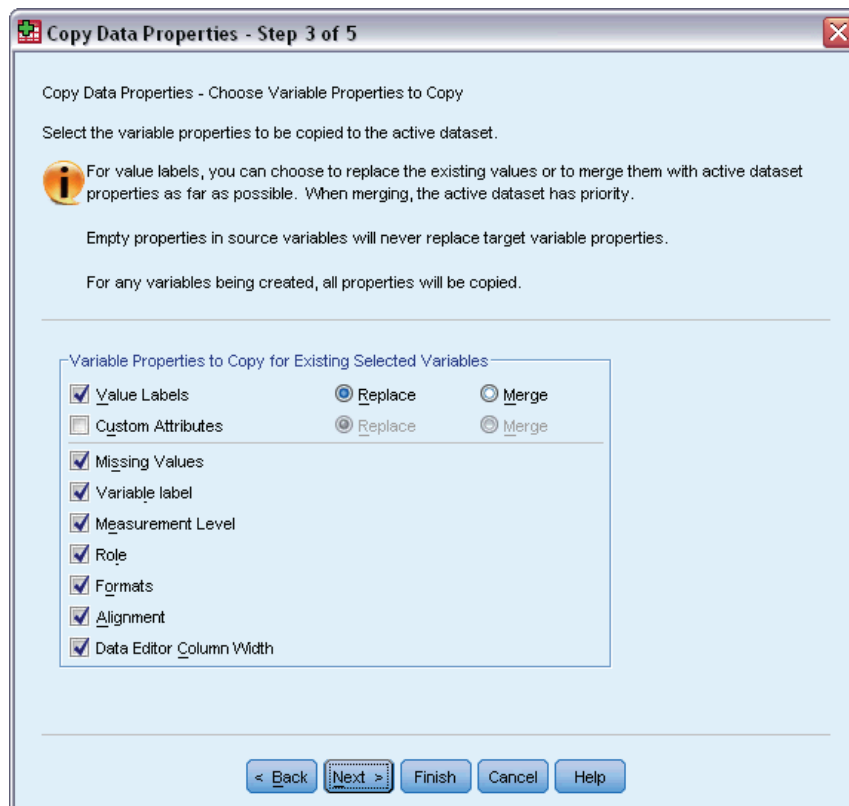 Copy Data Properties - Step 3 of 5
Copy Data Properties - Choose Variable Properties to Copy
Select the variable properties to be copied to the active dataset.
For value labels, you can choose to replace the existing values or to merge them with active dataset
properties as far as possible. When merging, the active dataset has priority.
Empty properties in source variables will never replace target variable properties.
For any variables being created, all properties will be copied.
Variable Properties to Copy for Existing Selected Variables
Value Labels Replace Merge
Custom Attributes Replace Merge
Missing Values
Variable label
Measurement Level
Role
Formats
Alignment
Data Editor Column Width
< Back Next > Finish Cancel Help